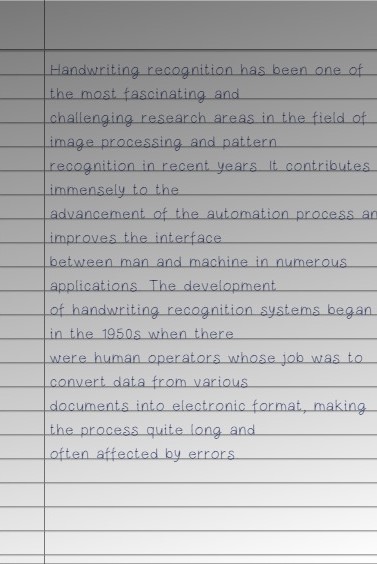 Handwriting recognition has been one of
the most fascinating and
challenging research areas in the field of
image processing and pattern
recognition in recent years. It contributes
immensely to the
advancement of the automation process an
improves the interface
between man and machine in numerous
applications. The development
of handwriting recognition systems began
in the 1950s when there
were human operators whose job was to
convert data from various
documents into electronic format, making
the process quite long and
often affected by errors